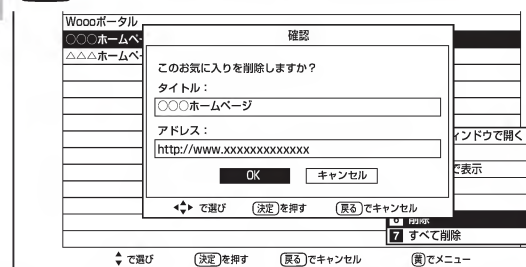 Woooポータル
○○○ホームペ
△△△ホームペ
確認
このお気に入りを削除しますか？
タイトル：
○○○ホームページ
アドレス：
http://www.xxxxxxxxxxxxx
OK キャンセル
で選び 決定を押す 戻るでキャンセル
ィンドウで開く
で表示
6 削除
7 すべて削除
で選び 決定を押す 戻るでキャンセル 黄でメニュー